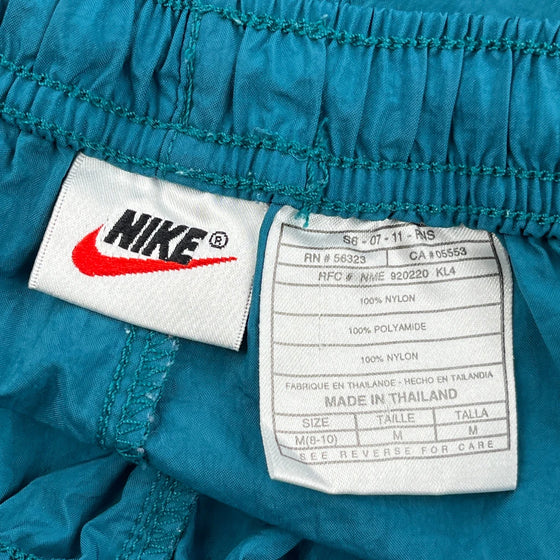 NIKE®
S6 - 07 - 11 - RNS
RN # 56323 CA # 05553
RFC # NME 920220 KL4
100% NYLON
100% POLYAMIDE
100% NYLON
FABRIQUE EN THAILANDE - HECHO EN TAILANDIA
MADE IN THAILAND
SIZE TAILLE TALLA
M(8-10) M M
SEE REVERSE FOR CARE